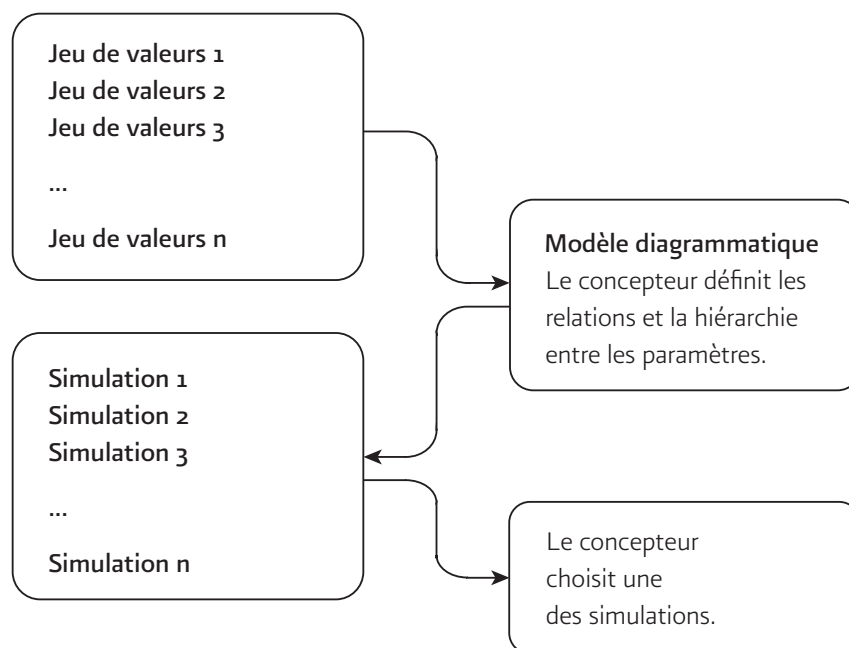 Jeu de valeurs 1
Jeu de valeurs 2
Jeu de valeurs 3
...
Jeu de valeurs n
Modèle diagrammatique
Le concepteur définit les
relations et la hiérarchie
entre les paramètres.
Simulation 1
Simulation 2
Simulation 3
...
Simulation n
Le concepteur
choisit une
des simulations.